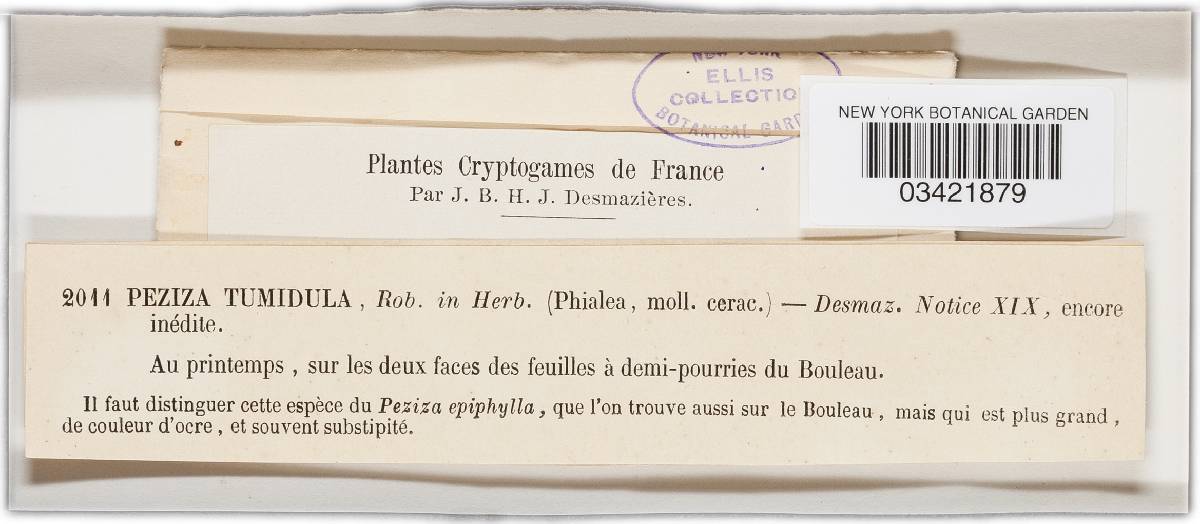 NEW YORK
ELLIS
COLLECTIO
BOTANICAL GARD
NEW YORK BOTANICAL GARDEN
03421879
Plantes Cryptogames de France
Par J. B. H. J. Desmazières.
2011 PEZIZA TUMIDULA, Rob. in Herb. (Phialea, moll. cerac.) — Desmaz. Notice XIX, encore
inédite.
Au printemps, sur les deux faces des feuilles à demi-pourries du Bouleau.
Il faut distinguer cette espèce du Peziza epiphylla, que l'on trouve aussi sur le Bouleau, mais qui est plus grand,
de couleur d'ocre, et souvent substipité.